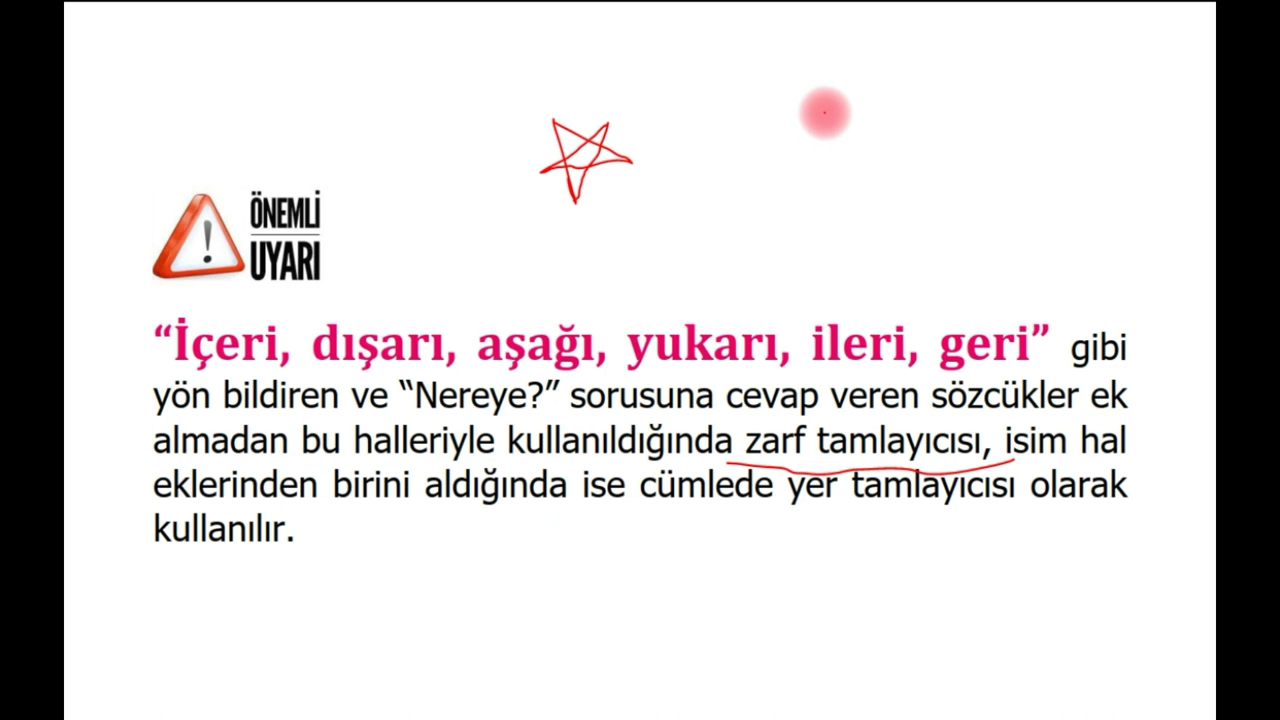 ÖNEMLİ
UYARI
“İçeri, dışarı, aşağı, yukarı, ileri, geri” gibi
yön bildiren ve “Nereye?” sorusuna cevap veren sözcükler ek
almadan bu halleriyle kullanıldığında zarf tamlayıcısı, isim hal
eklerinden birini aldığında ise cümlede yer tamlayıcısı olarak
kullanılır.